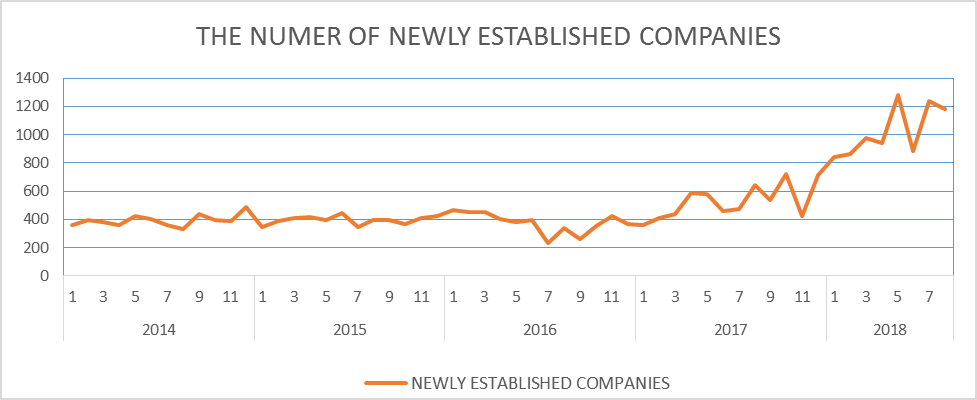 THE NUMER OF NEWLY ESTABLISHED COMPANIES
1400
1200
1000
800
600
400
200
0
1 3 5 7 9 11 1 3 5 7 9 11 1 3 5 7 9 11 1 3 5 7 9 11 1 3 5 7
2014 2015 2016 2017 2018
NEWLY ESTABLISHED COMPANIES